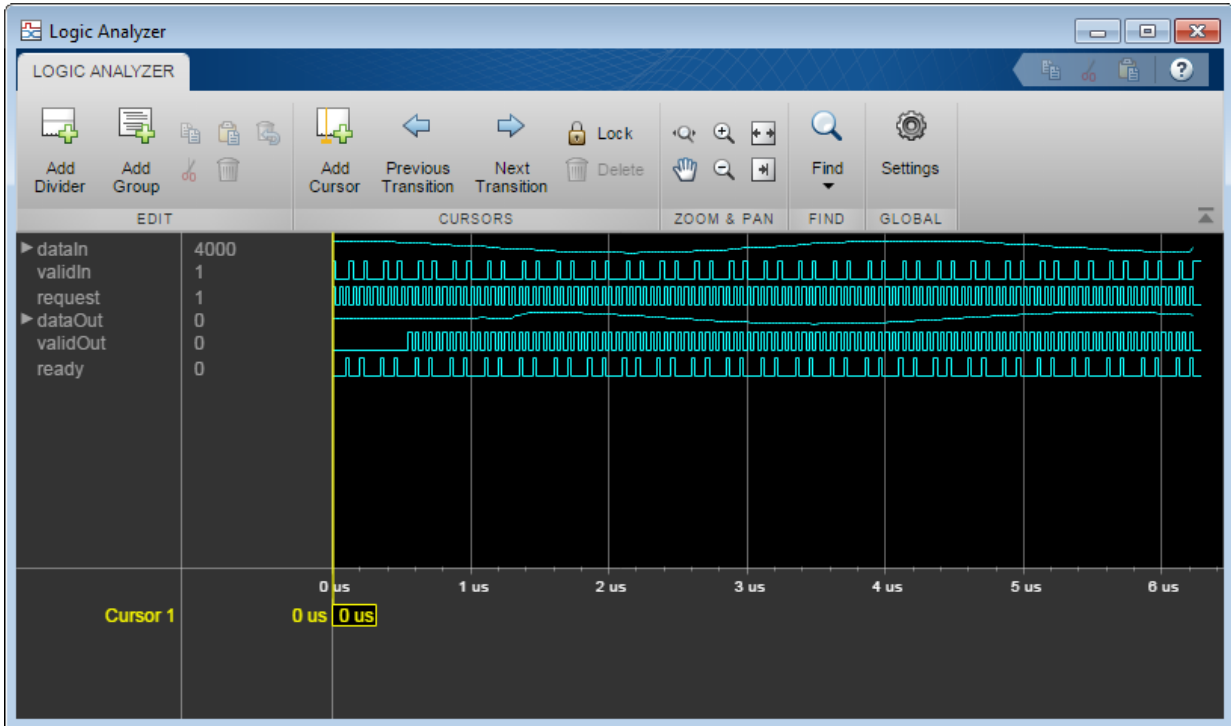 Logic Analyzer
LOGIC ANALYZER
?
Add Divider
Add Group
Add Cursor
Previous Transition
Next Transition
Lock
Delete
Find
Settings
EDIT
CURSORS
ZOOM & PAN
FIND
GLOBAL
dataIn 4000
validIn 1
request 1
dataOut 0
validOut 0
ready 0
0 us 1 us 2 us 3 us 4 us 5 us 6 us
Cursor 1 0 us 0 us